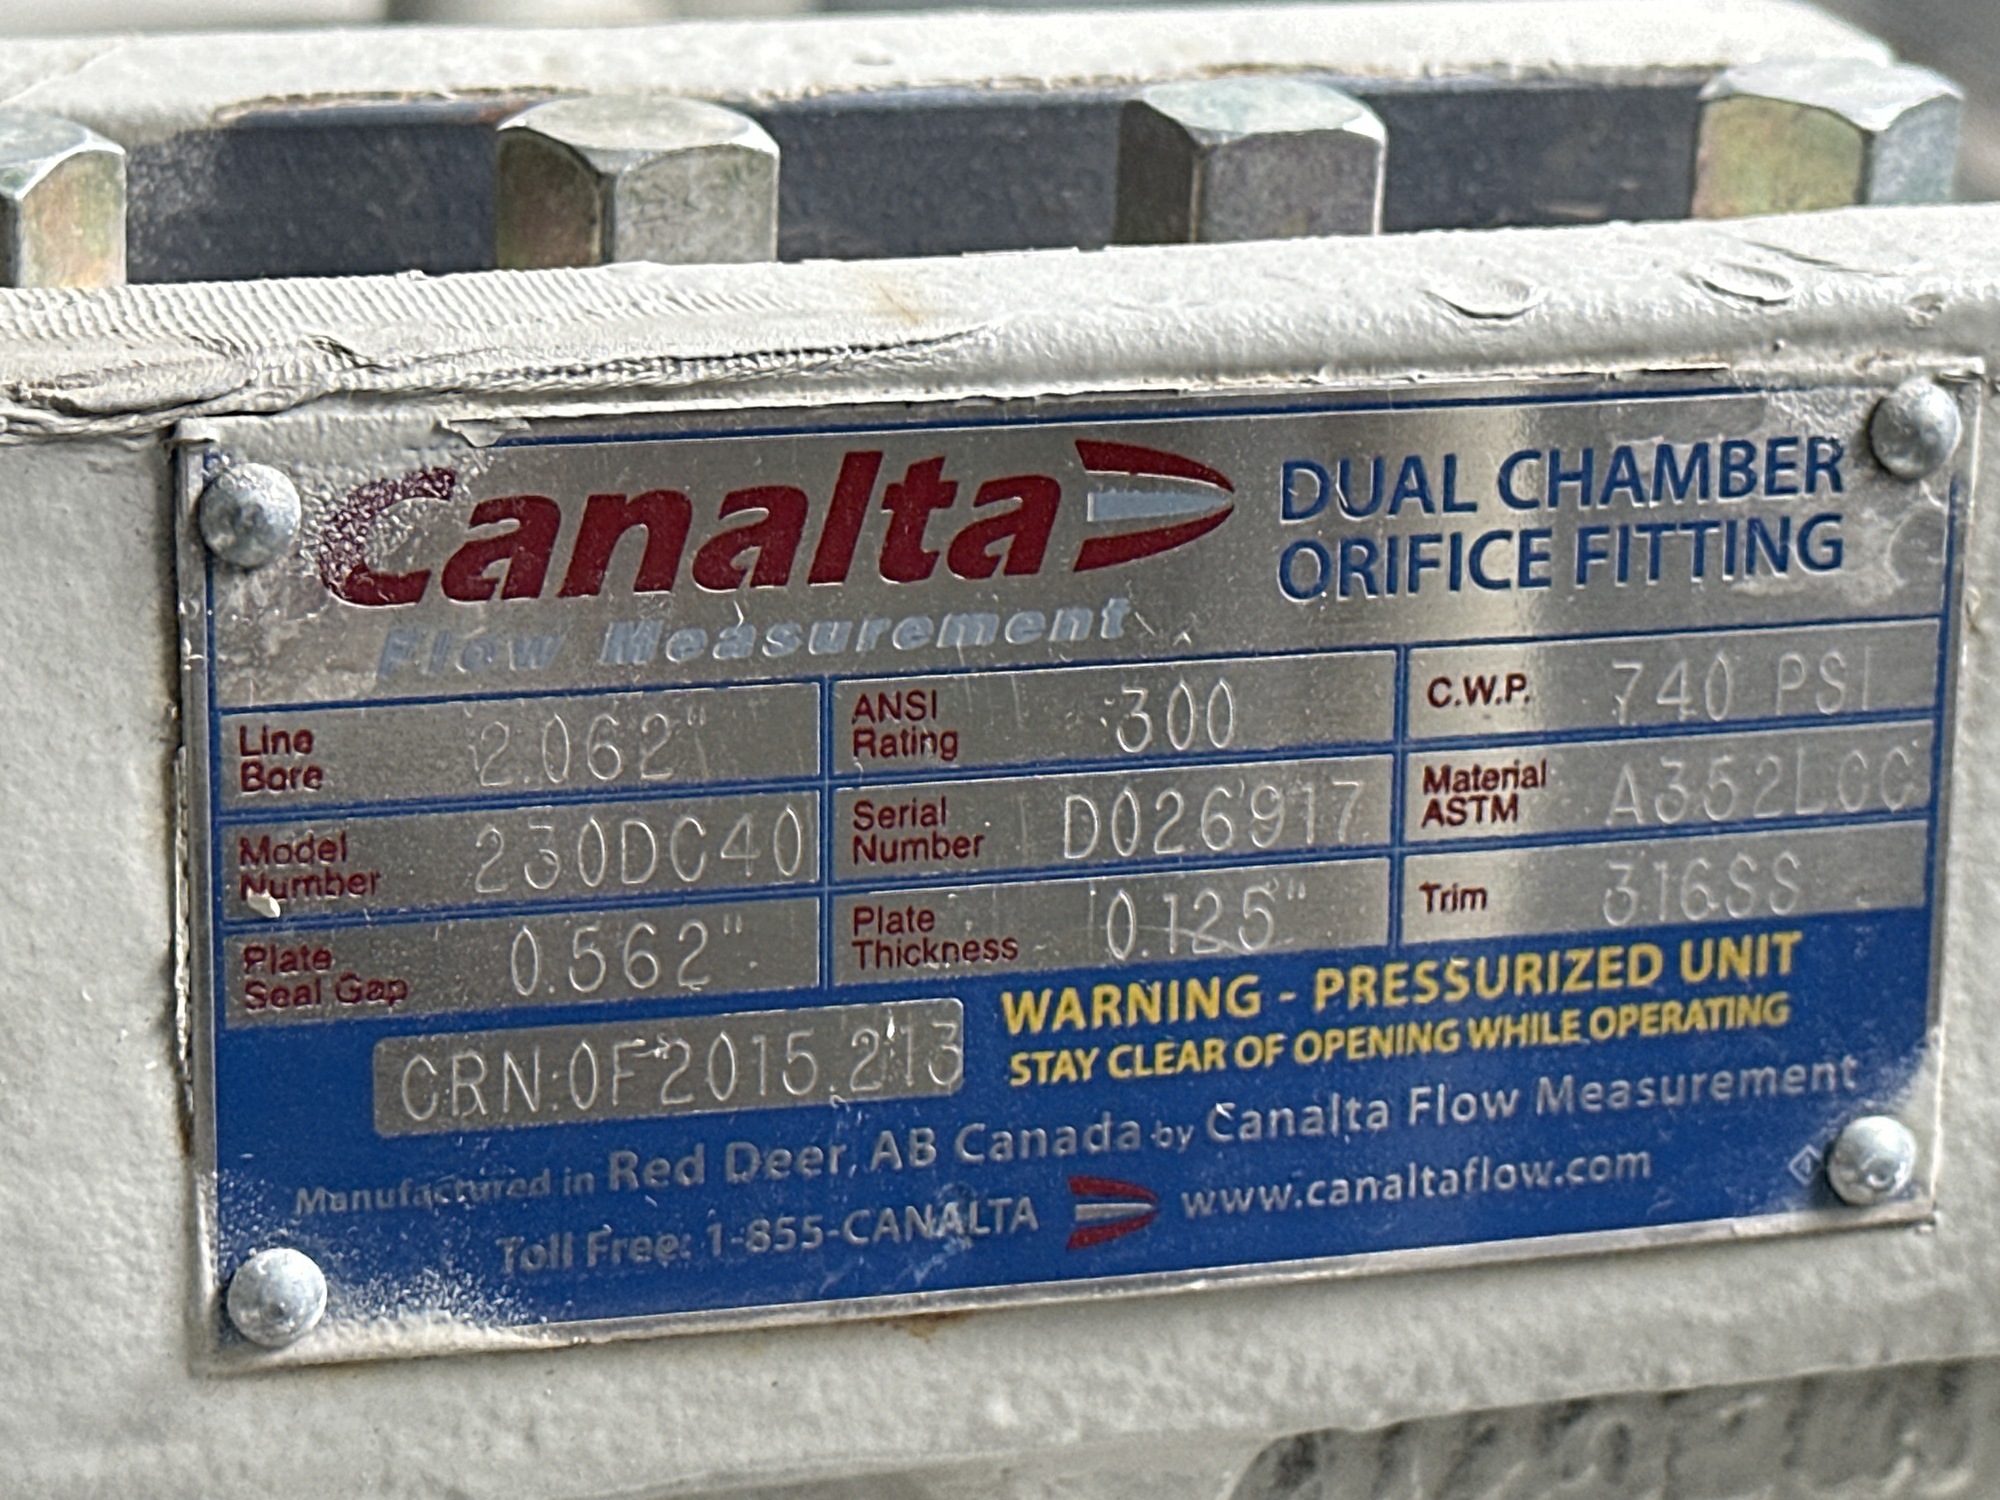 Canalta
Flow Measurement
DUAL CHAMBER
ORIFICE FITTING
Line
Bore
2.062"
ANSI
Rating
300
C.W.P.
740 PSI
Model
Number
230DC40
Serial
Number
D026917
Material
ASTM
A352LCC
Plate
Seal Gap
0.562"
Plate
Thickness
0.125"
Trim
316SS
CRN:0F2015.213
WARNING - PRESSURIZED UNIT
STAY CLEAR OF OPENING WHILE OPERATING
Manufactured in Red Deer, AB Canada by Canalta Flow Measurement
Toll Free: 1-855-CANALTA
www.canaltaflow.com